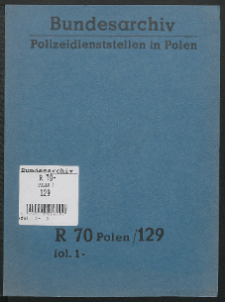 Bundesarchiv
Polizeidienststellen in Polen
Bundesarchiv
R 70-
129
R 70 Polen/129
fol. 1-